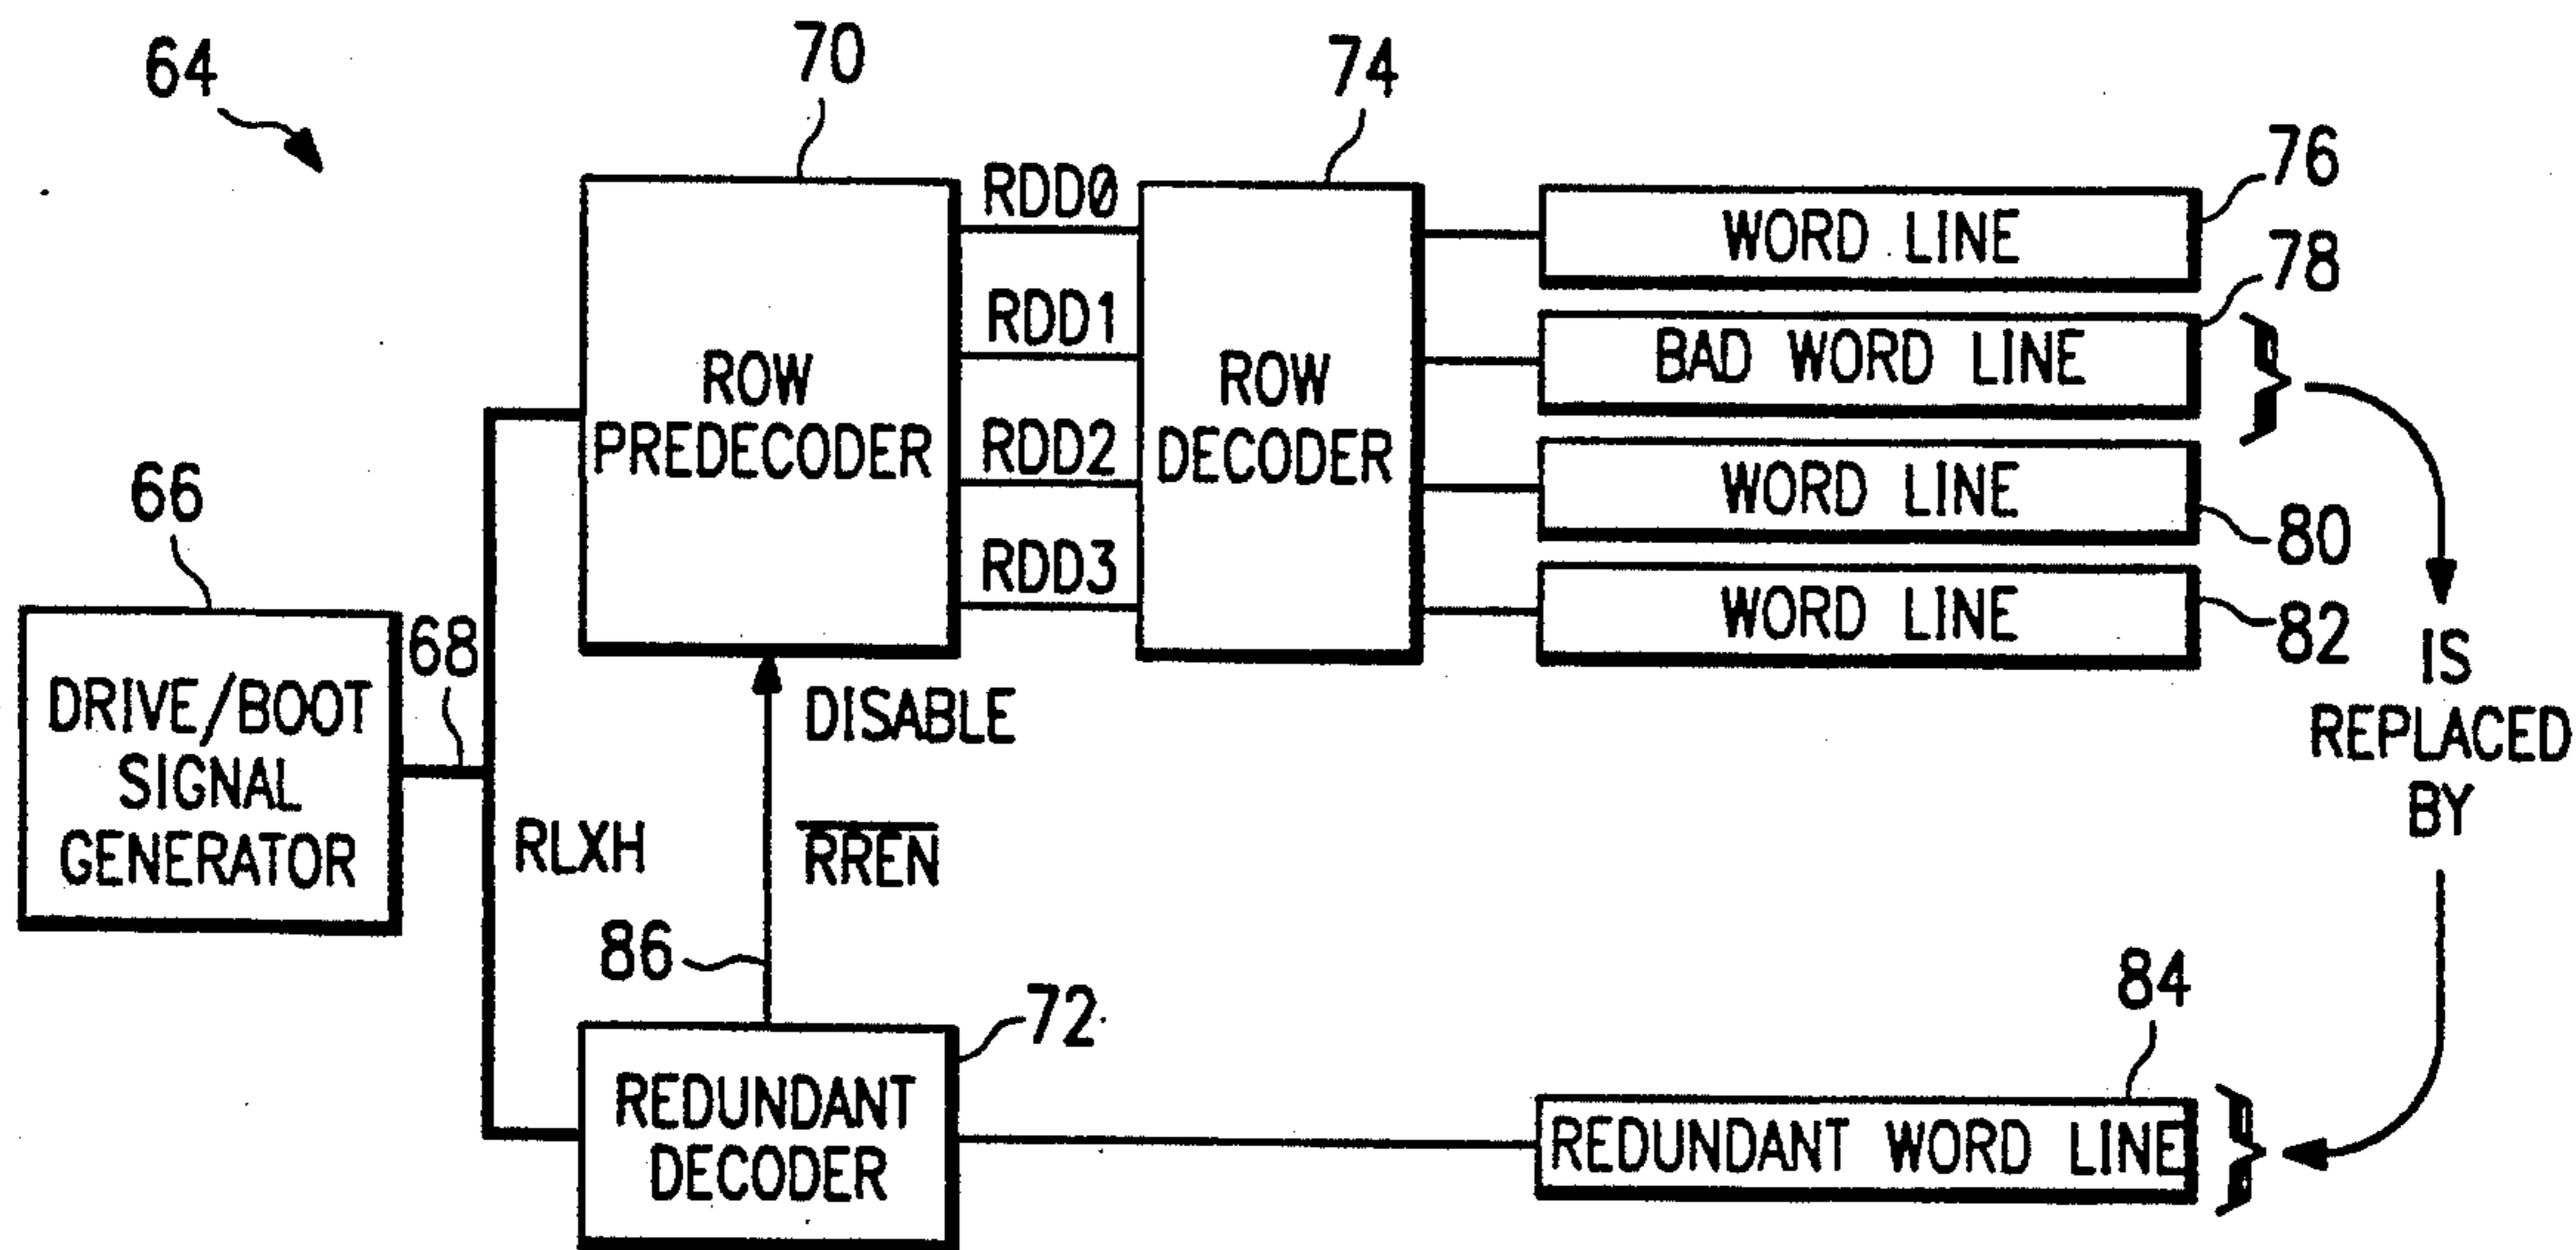 64
70
74
RDD0
RDD1
RDD2
RDD3
ROW
PREDECODER
ROW
DECODER
WORD LINE
76
BAD WORD LINE
78
WORD LINE
80
WORD LINE
82
66
DRIVE/BOOT
SIGNAL
GENERATOR
68
RLXH
DISABLE
R̅R̅E̅N̅
86
IS
REPLACED
BY
72
REDUNDANT
DECODER
84
REDUNDANT WORD LINE